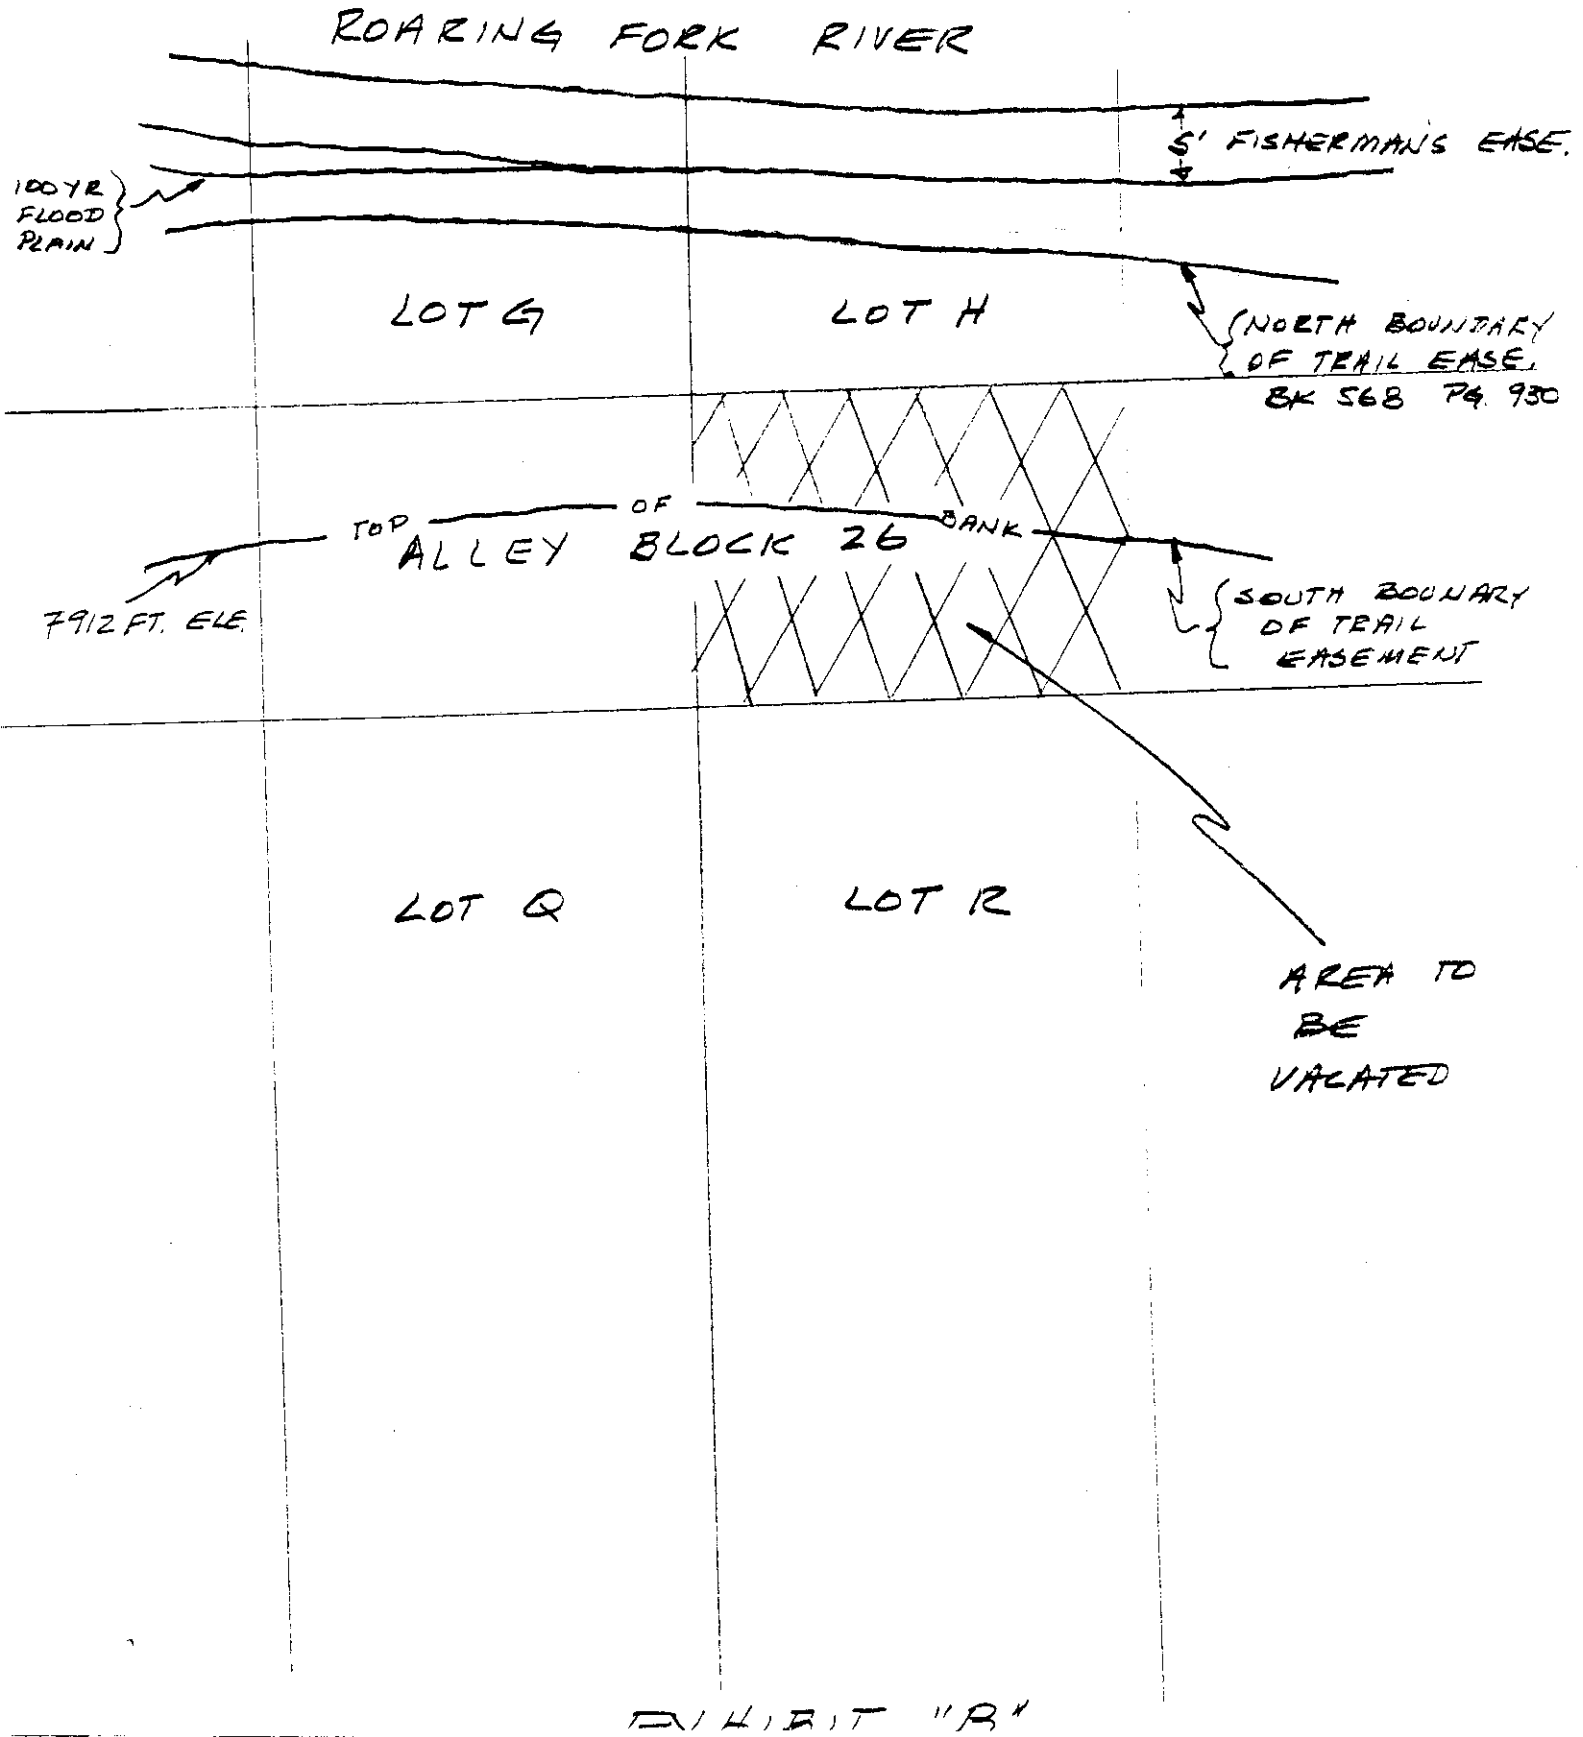 ROARING FORK RIVER
5' FISHERMAN'S EASE.
100 YR
FLOOD
PLAIN
LOT G
LOT H
NORTH BOUNDARY
OF TRAIL EASE.
BK 568 PG. 930
TOP OF BANK
ALLEY BLOCK 26
7912 FT. ELE.
SOUTH BOUNARY
OF TRAIL
EASEMENT
LOT Q
LOT R
AREA TO
BE
VACATED
EXHIBIT "B"